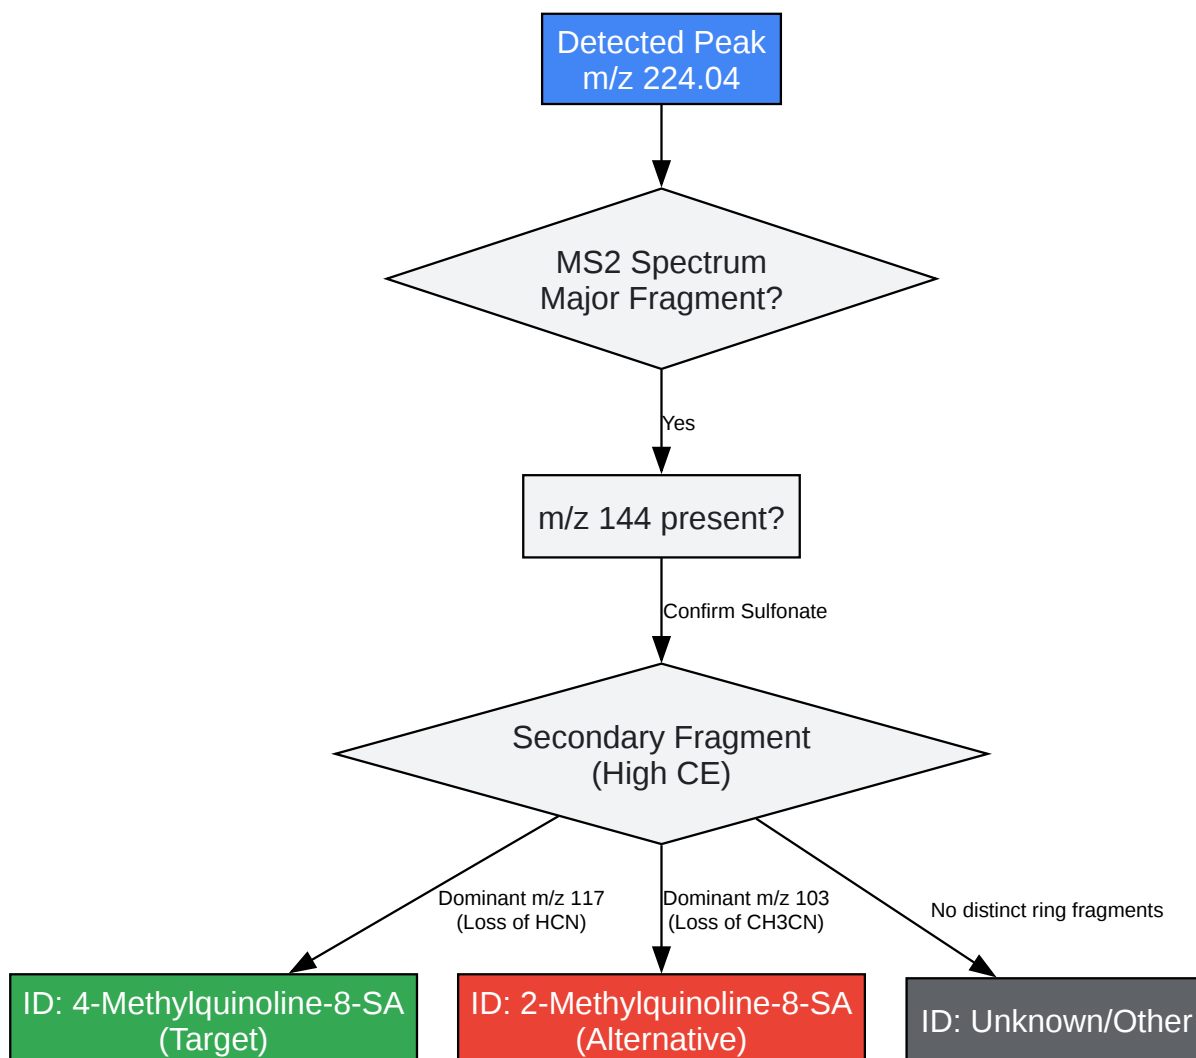 Detected Peak
m/z 224.04
MS2 Spectrum
Major Fragment?
Yes
m/z 144 present?
Confirm Sulfonate
Secondary Fragment
(High CE)
Dominant m/z 117
(Loss of HCN)
Dominant m/z 103
(Loss of CH3CN)
No distinct ring fragments
ID: 4-Methylquinoline-8-SA
(Target)
ID: 2-Methylquinoline-8-SA
(Alternative)
ID: Unknown/Other